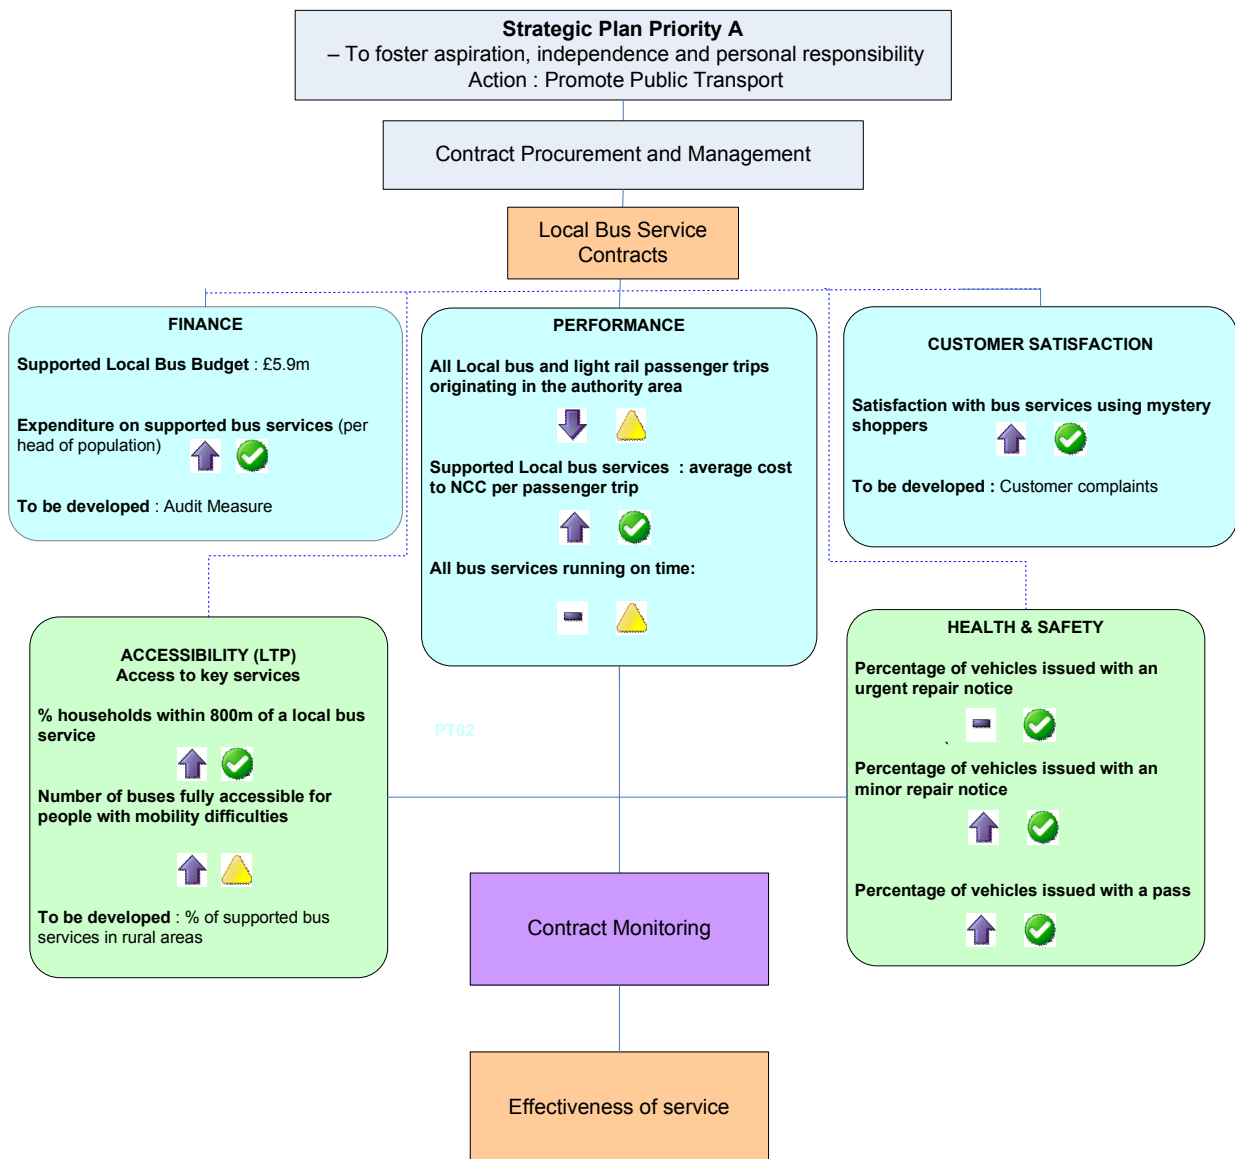 Strategic Plan Priority A
– To foster aspiration, independence and personal responsibility
Action : Promote Public Transport
Contract Procurement and Management
Local Bus Service
Contracts
FINANCE
Supported Local Bus Budget : £5.9m
Expenditure on supported bus services (per
head of population)
To be developed : Audit Measure
PERFORMANCE
All Local bus and light rail passenger trips
originating in the authority area
Supported Local bus services : average cost
to NCC per passenger trip
All bus services running on time:
CUSTOMER SATISFACTION
Satisfaction with bus services using mystery
shoppers
To be developed : Customer complaints
ACCESSIBILITY (LTP)
Access to key services
% households within 800m of a local bus
service
Number of buses fully accessible for
people with mobility difficulties
To be developed : % of supported bus
services in rural areas
PT02
HEALTH & SAFETY
Percentage of vehicles issued with an
urgent repair notice
`
Percentage of vehicles issued with an
minor repair notice
Percentage of vehicles issued with a pass
Contract Monitoring
Effectiveness of service